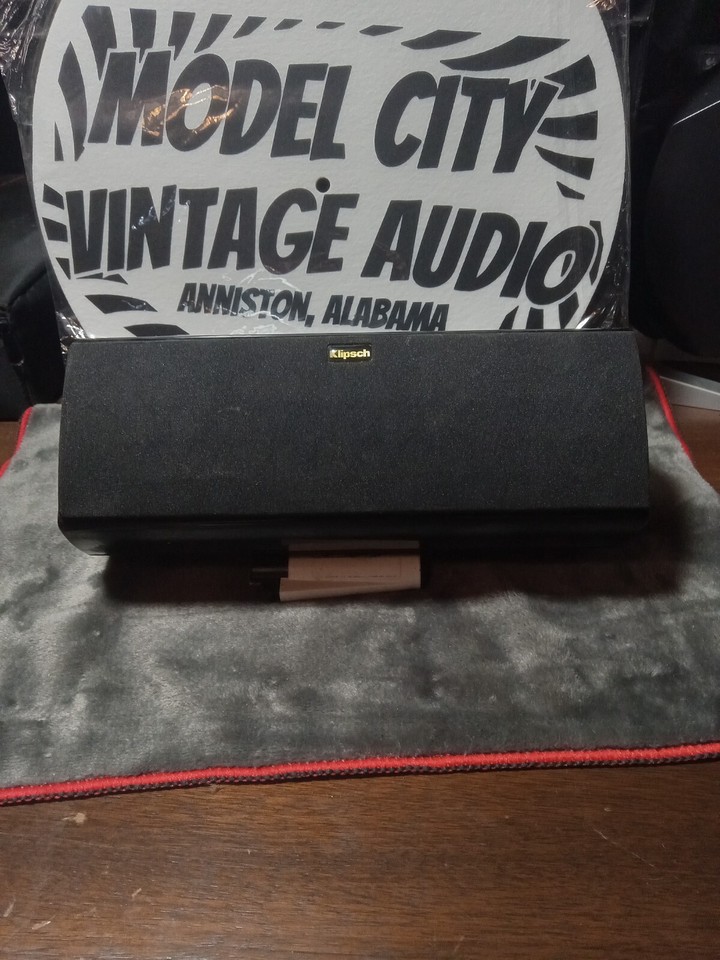 MODEL CITY
VINTAGE AUDIO
ANNISTON, ALABAMA
Klipsch